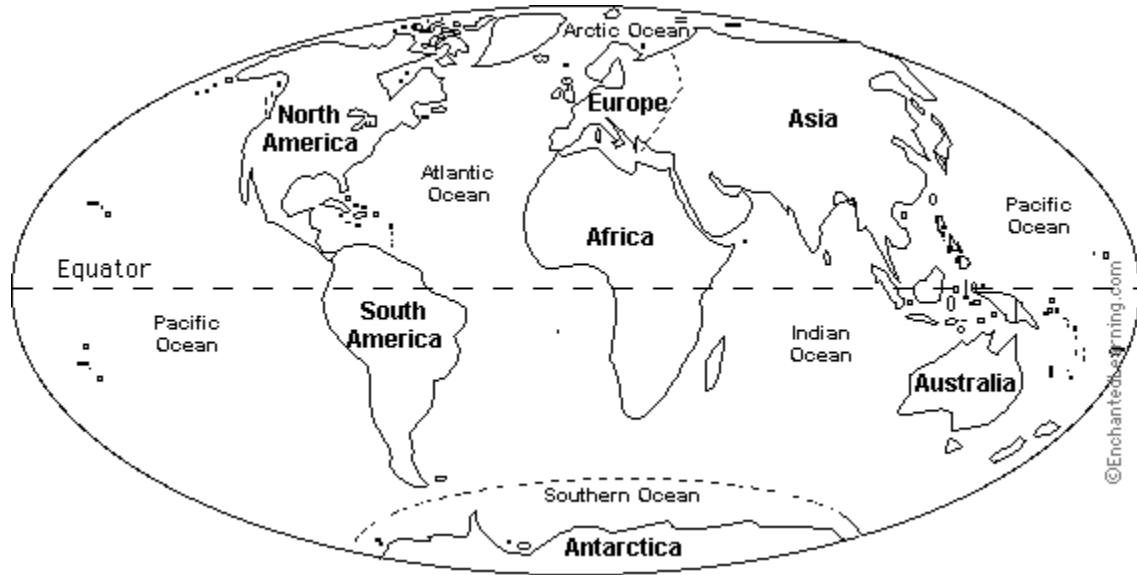 Arctic Ocean
North
America
Europe
Asia
Atlantic
Ocean
Pacific
Ocean
Africa
Equator
South
America
Pacific
Ocean
Indian
Ocean
Australia
©EnchantedLearning.com
Southern Ocean
Antarctica